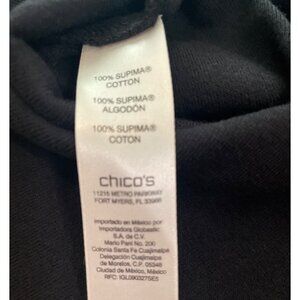 100% SUPIMA®
COTTON
100% SUPIMA®
ALGODÓN
100% SUPIMA®
COTON
chico's
11215 METRO PARKWAY
FORT MYERS, FL 33966
Importado en México por
Importadora Globastic
S.A. de C.V.
Mario Pani No. 200
Colonia Santa Fe Cuajimalpa
Delegación Cuajimalpa
de Morelos, C.P. 05348
Ciudad de México, México
RFC: IGL090327SE5